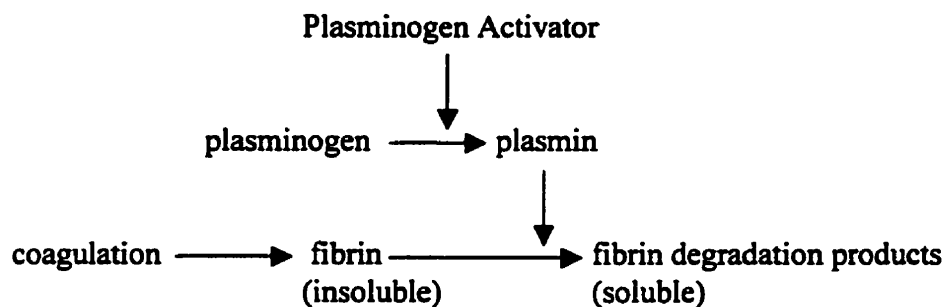 Plasminogen Activator
plasminogen plasmin
coagulation fibrin fibrin degradation products
(insoluble) (soluble)